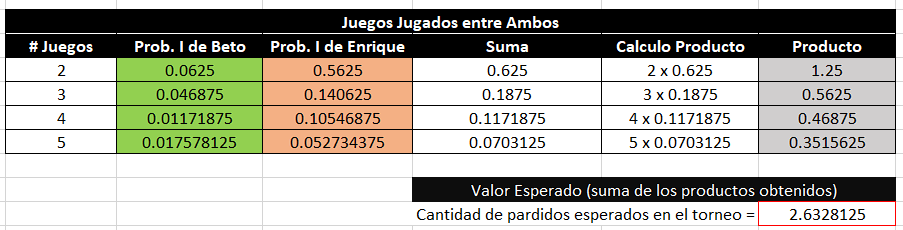 Juegos Jugados entre Ambos
# Juegos Prob. I de Beto Prob. I de Enrique Suma Calculo Producto Producto
2 0.0625 0.5625 0.625 2 x 0.625 1.25
3 0.046875 0.140625 0.1875 3 x 0.1875 0.5625
4 0.01171875 0.10546875 0.1171875 4 x 0.1171875 0.46875
5 0.017578125 0.052734375 0.0703125 5 x 0.0703125 0.3515625
Valor Esperado (suma de los productos obtenidos)
Cantidad de pardidos esperados en el torneo = 2.6328125